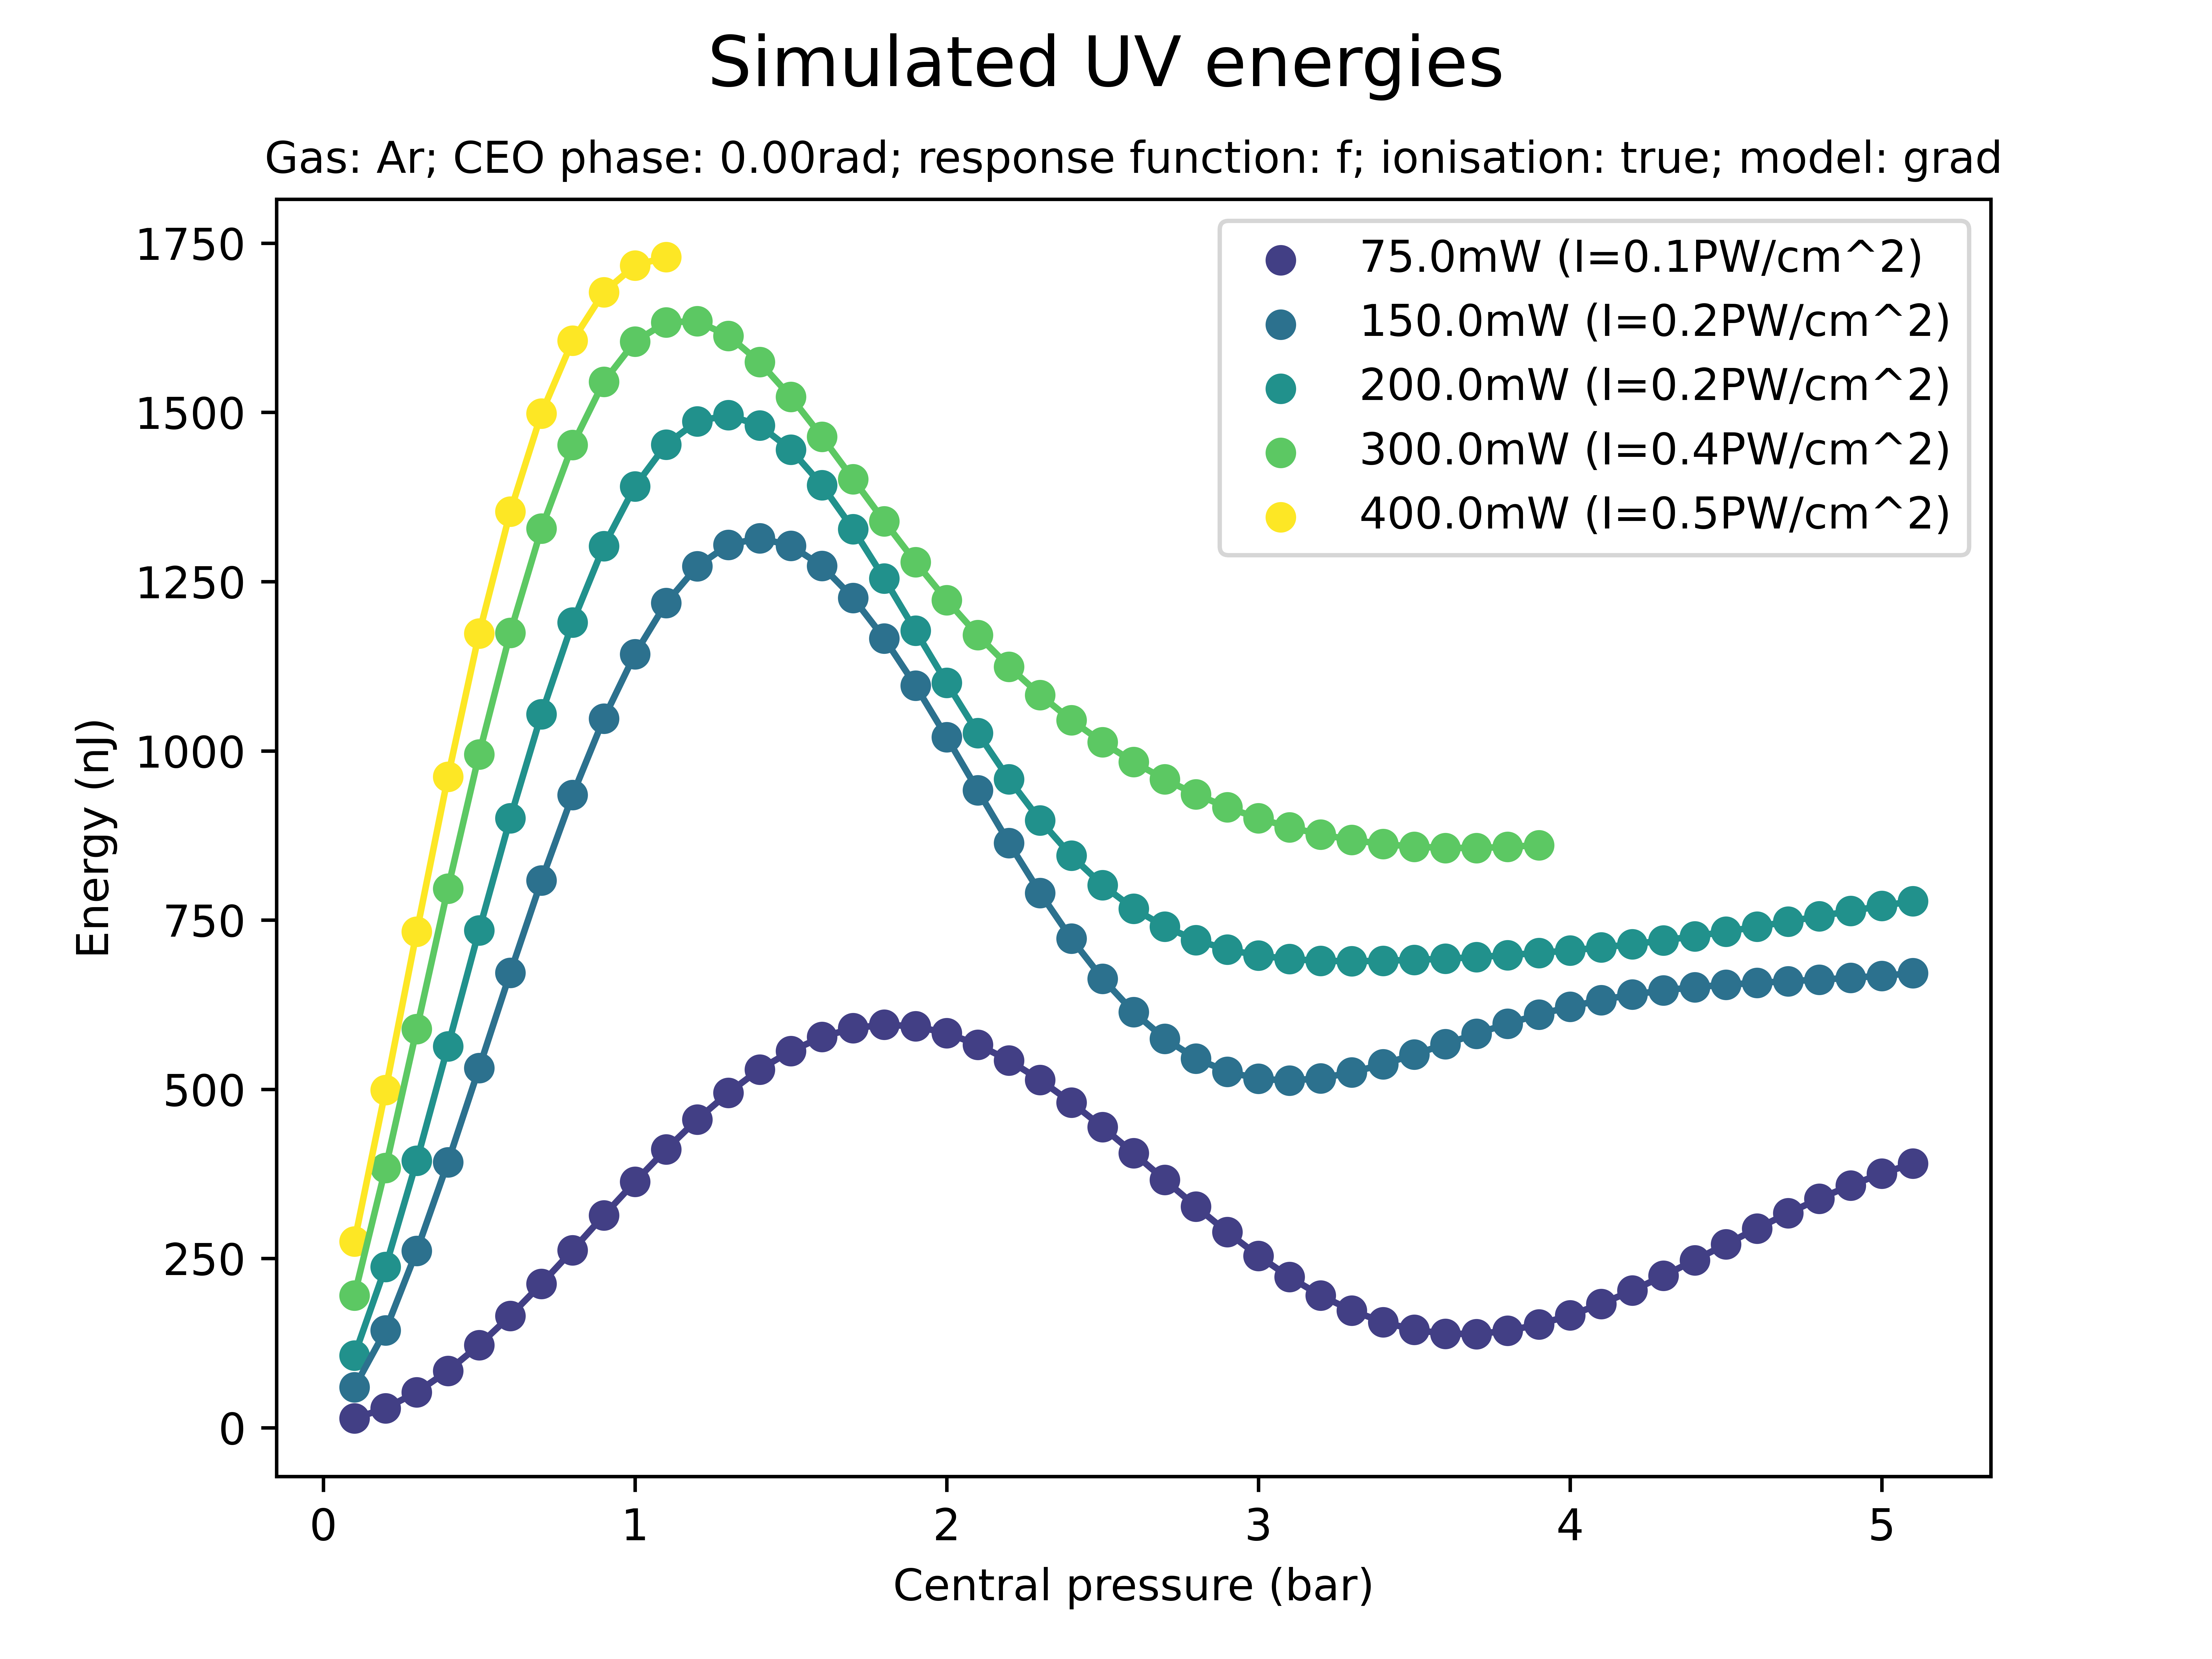 Simulated UV energies
Gas: Ar; CEO phase: 0.00rad; response function: f; ionisation: true; model: grad
75.0mW (I=0.1PW/cm^2)
150.0mW (I=0.2PW/cm^2)
200.0mW (I=0.2PW/cm^2)
300.0mW (I=0.4PW/cm^2)
400.0mW (I=0.5PW/cm^2)
Energy (nJ)
1750
1500
1250
1000
750
500
250
0
0 1 2 3 4 5
Central pressure (bar)